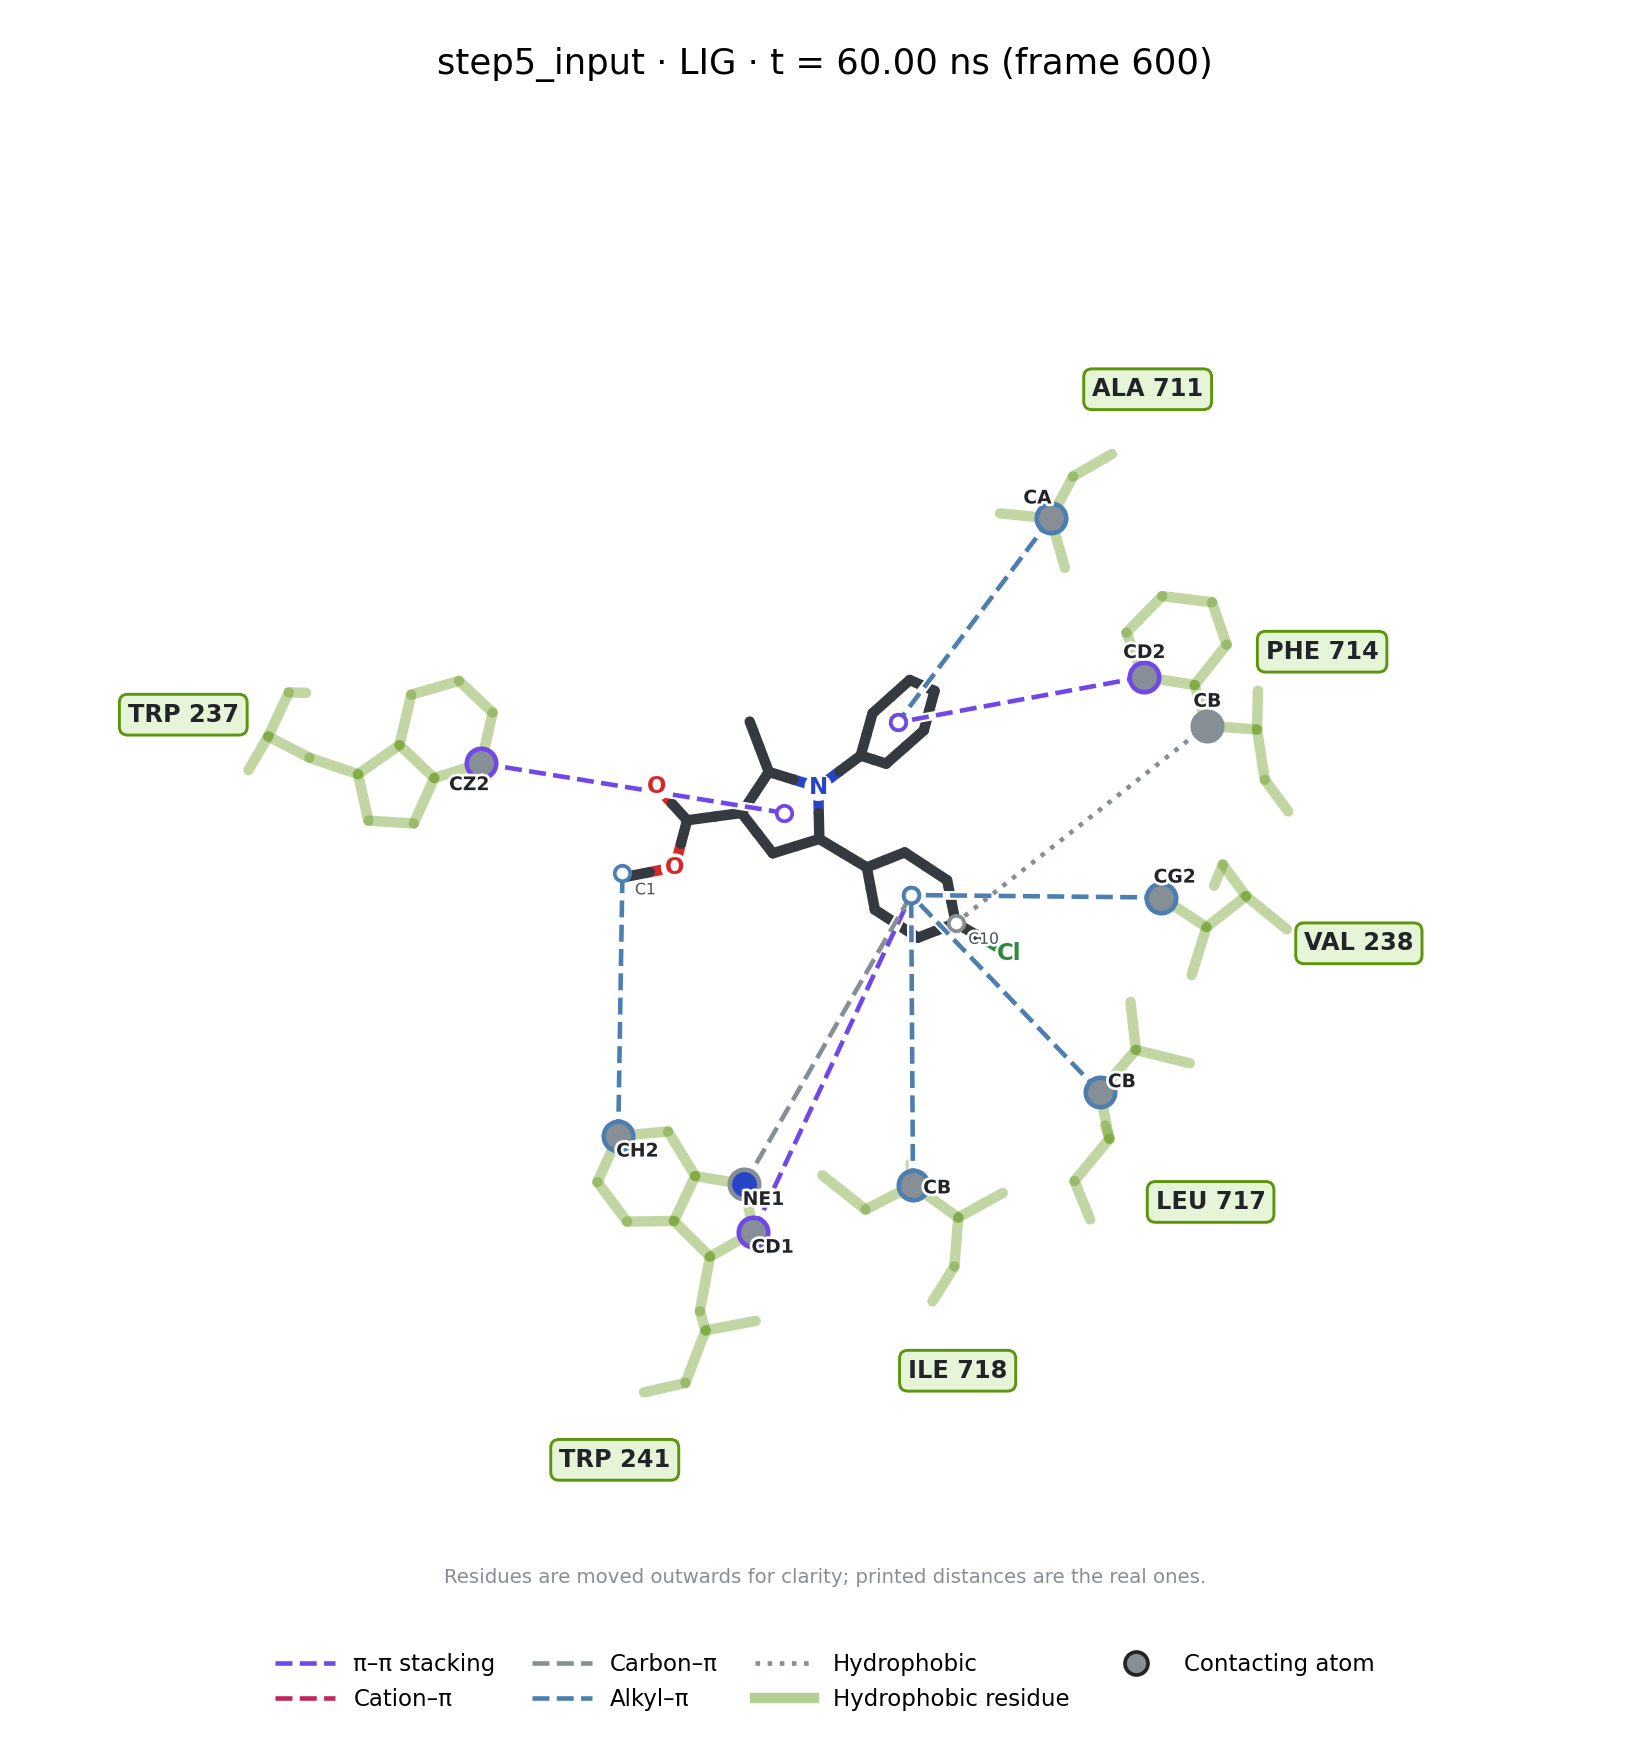 step5_input · LIG · t = 60.00 ns (frame 600)
ALA 711
CA
PHE 714
CD2
CB
TRP 237
CZ2
N
O
O
C1
CG2
VAL 238
C10
Cl
CB
LEU 717
CH2
NE1
CD1
CB
ILE 718
TRP 241
Residues are moved outwards for clarity; printed distances are the real ones.
π–π stacking
Carbon–π
Hydrophobic
Contacting atom
Cation–π
Alkyl–π
Hydrophobic residue